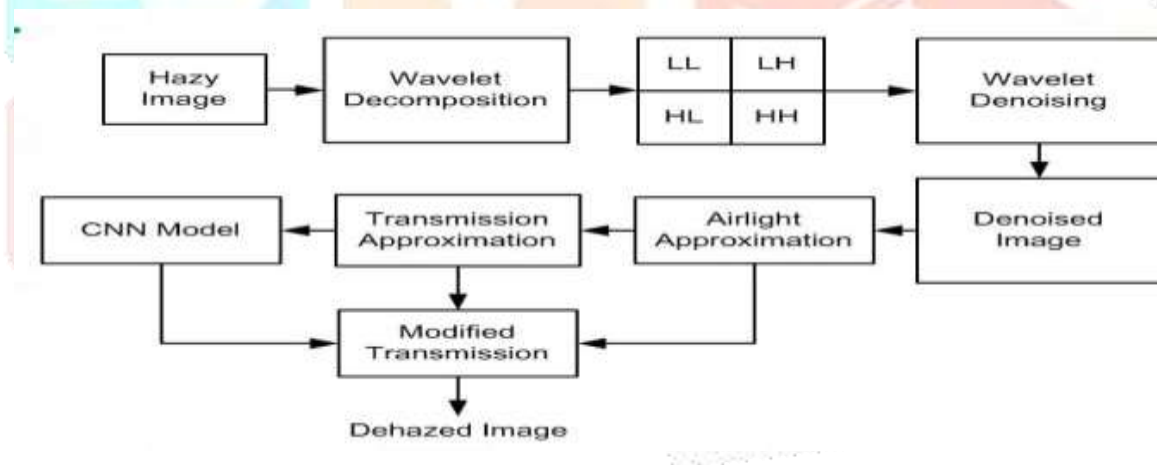 Hazy
Image
Wavelet
Decomposition
LL LH
HL HH
Wavelet
Denoising
Denoised
Image
Airlight
Approximation
Transmission
Approximation
CNN Model
Modified
Transmission
Dehazed Image